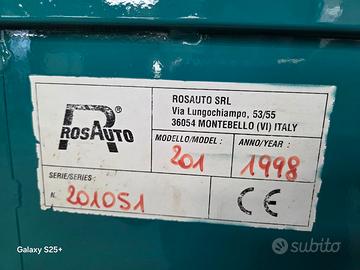 ROSAUTO SRL
Via Lungochiampo, 53/55
36054 MONTEBELLO (VI) ITALY
R®
ROSAUTO
MODELLO/MODEL:
201
ANNO/YEAR:
1998
SERIE/SERIES:
N. 201051
CE
Galaxy S25+
subito